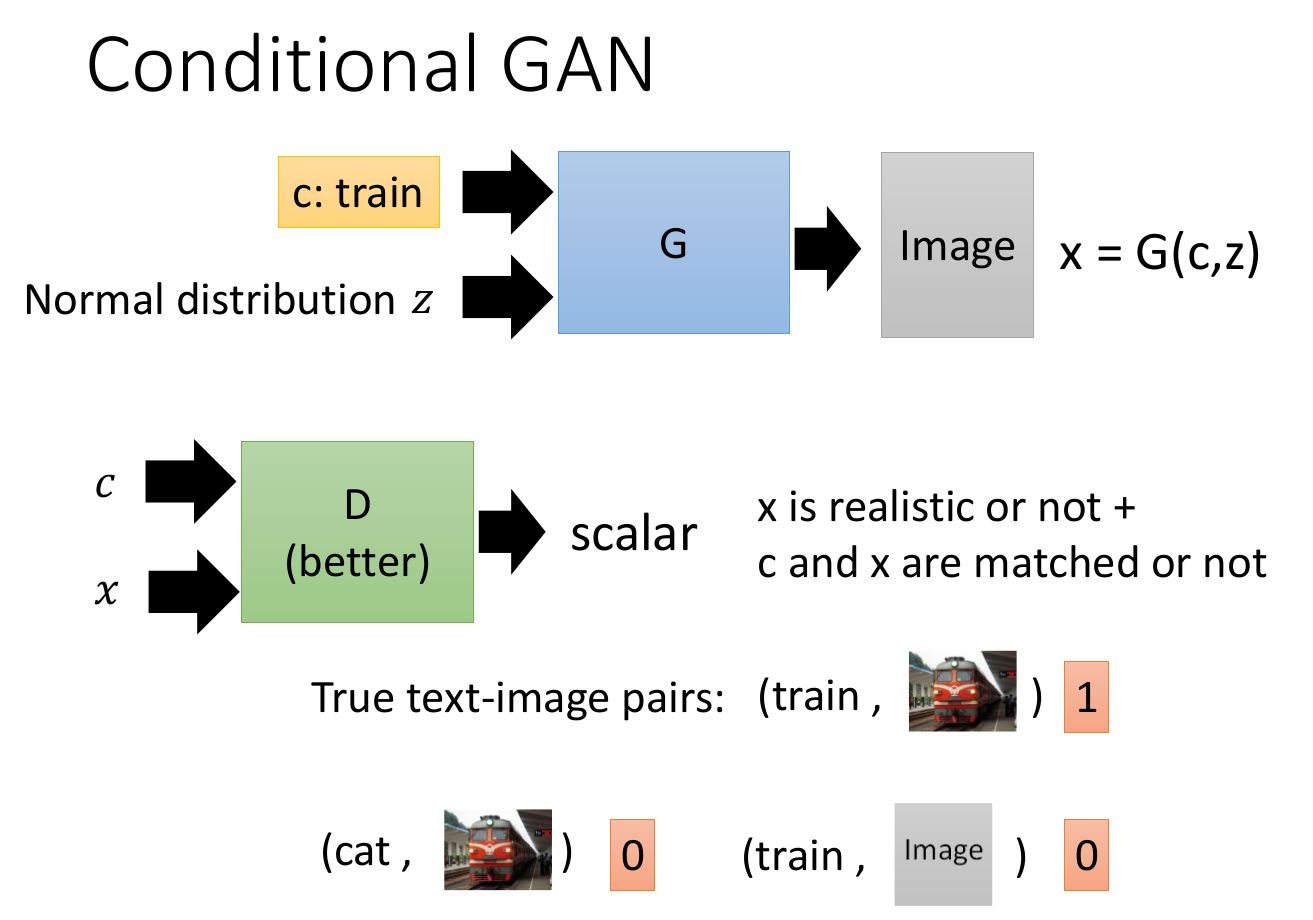 Conditional GAN
c: train
G
Image
x = G(c,z)
Normal distribution z
c
D
(better)
x
scalar
x is realistic or not +
c and x are matched or not
True text-image pairs: (train , ) 1
(cat , ) 0
(train , Image ) 0